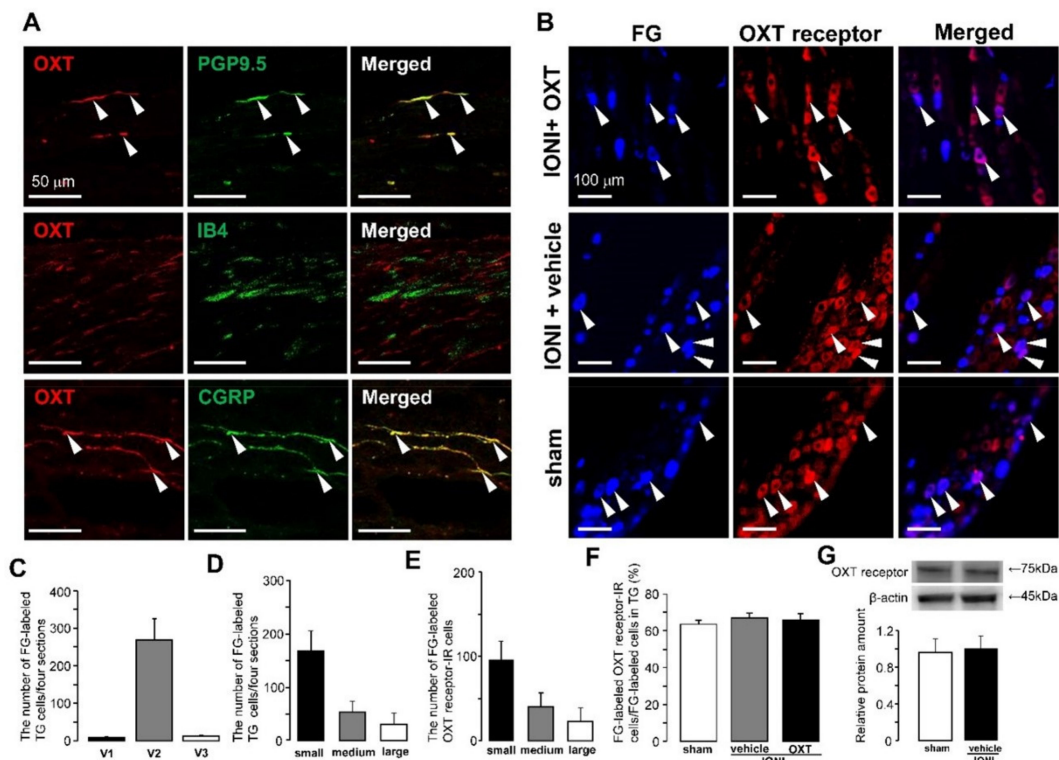 A
OXT PGP9.5 Merged
50 μm
OXT IB4 Merged
OXT CGRP Merged
B
FG OXT receptor Merged
IONI+ OXT
100 μm
IONI + vehicle
sham
C
The number of FG-labeled
TG cells/four sections
400
300
200
100
0
V1 V2 V3
D
The number of FG-labeled
TG cells/four sections
300
200
100
50
0
small medium large
E
The number of FG-labeled
OXT receptor-IR cells
200
100
0
small medium large
F
FG-labeled OXT receptor-IR
cells/FG-labeled cells in TG (%)
80
60
40
20
0
sham vehicle OXT
IONI
G
OXT receptor ←75kDa
β-actin ←45kDa
Relative protein amount
1.2
0.9
0.6
0.3
0
sham vehicle
IONI